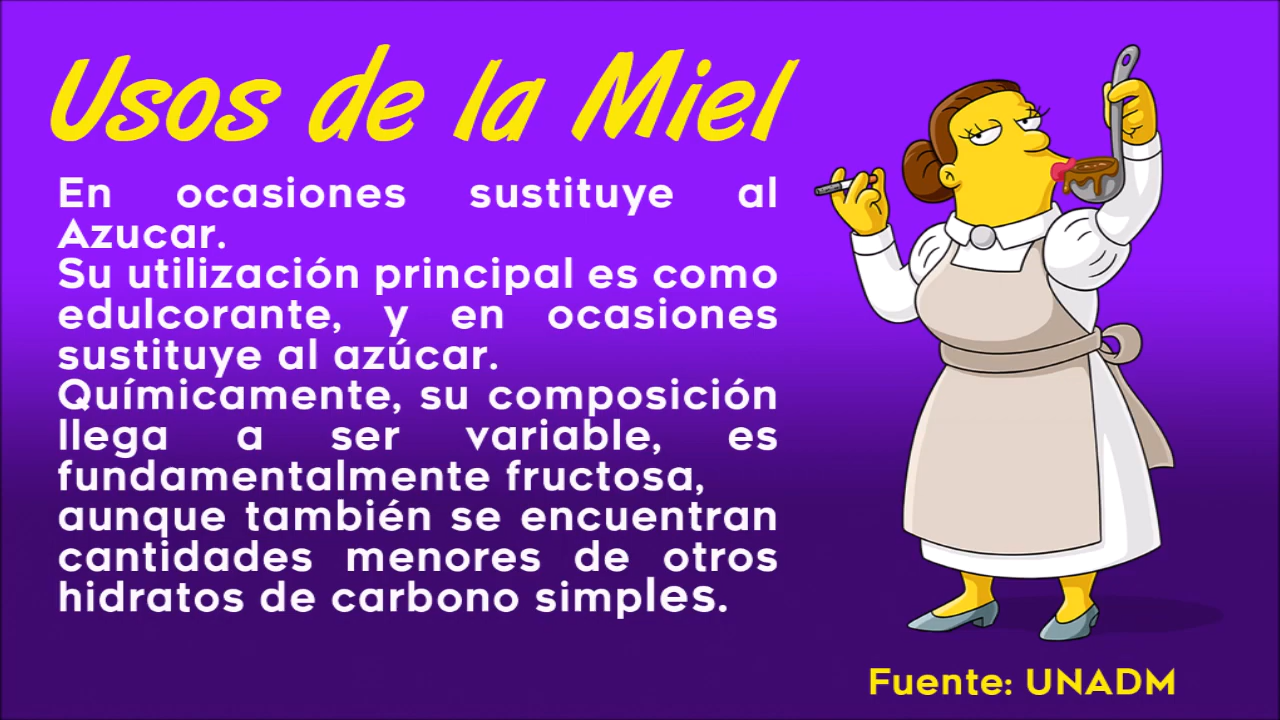 Usos de la Miel
En ocasiones sustituye al
Azucar.
Su utilización principal es como
edulcorante, y en ocasiones
sustituye al azúcar.
Químicamente, su composición
llega a ser variable, es
fundamentalmente fructosa,
aunque también se encuentran
cantidades menores de otros
hidratos de carbono simples.
Fuente: UNADM